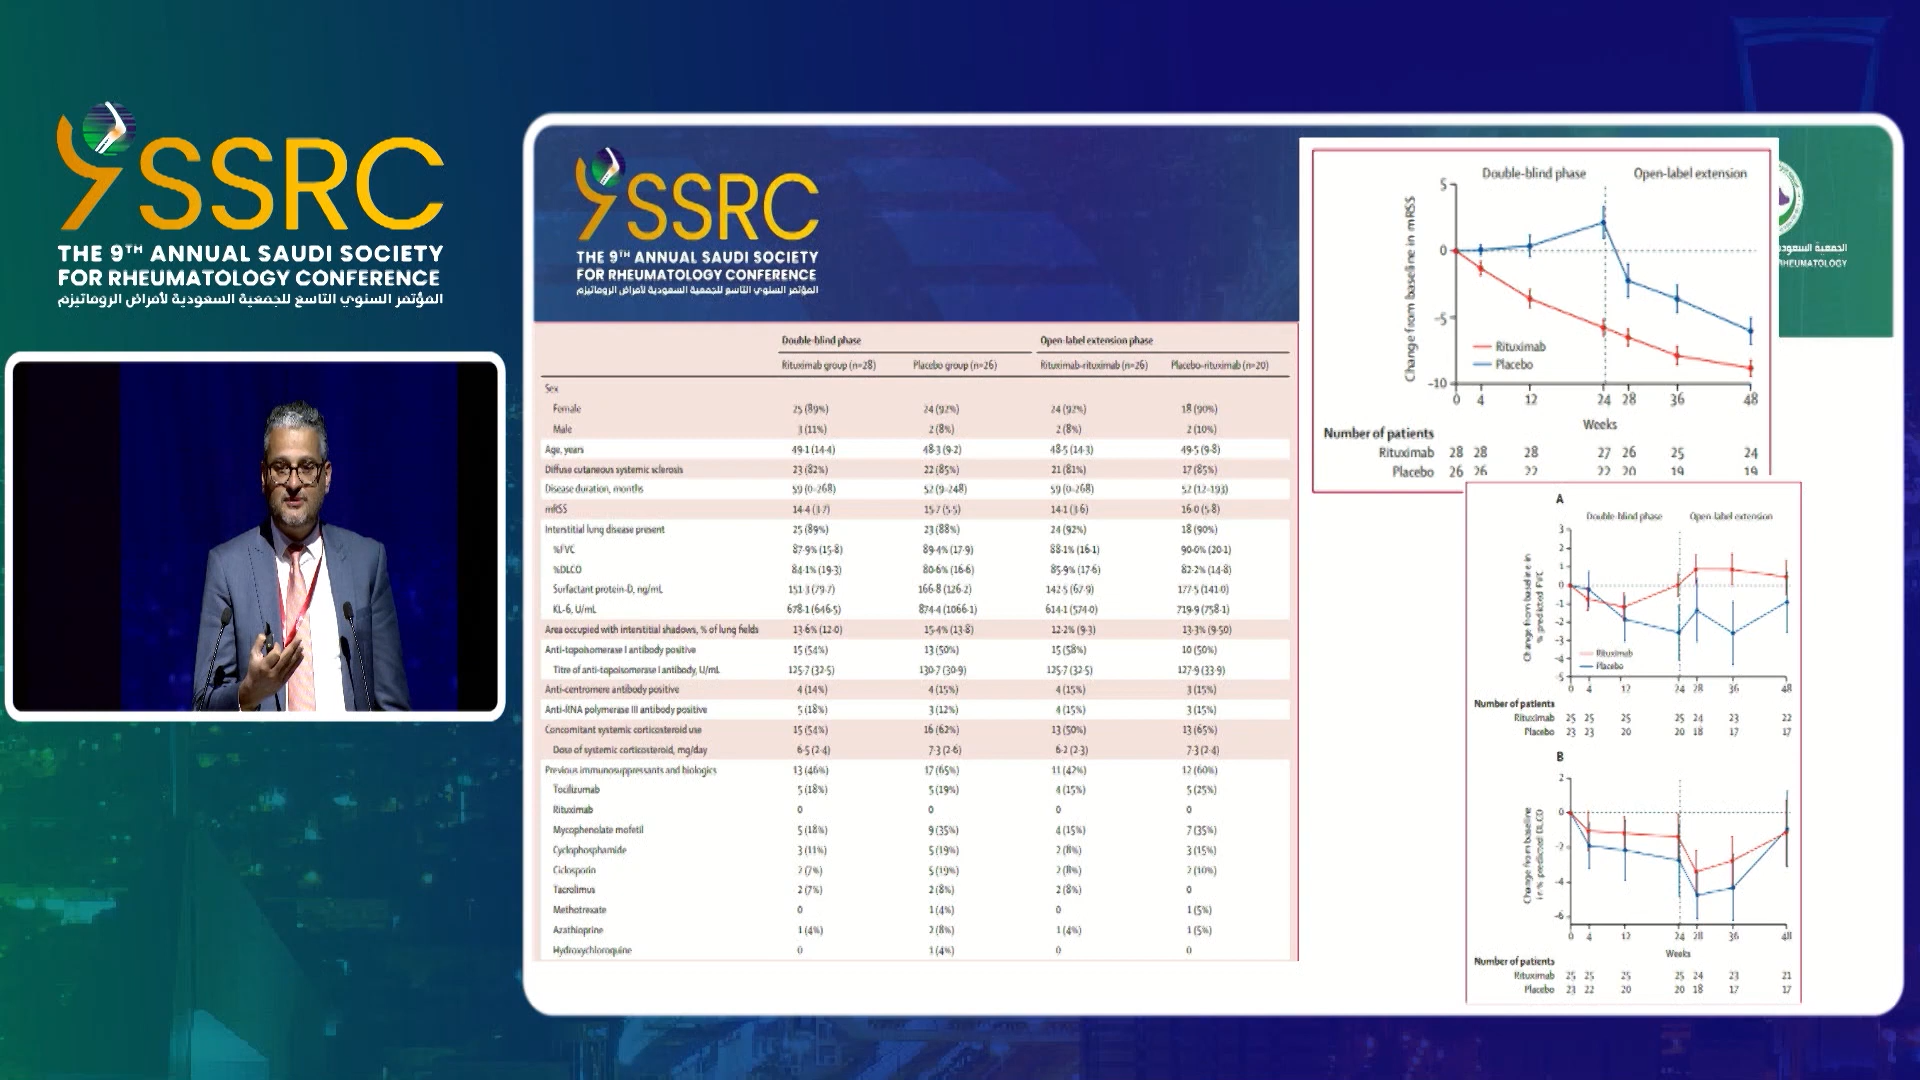 SSRC
THE 9TH ANNUAL SAUDI SOCIETY
FOR RHEUMATOLOGY CONFERENCE
المؤتمر السنوي التاسع للجمعية السعودية لأمراض الروماتيزم
SSRC
THE 9TH ANNUAL SAUDI SOCIETY
FOR RHEUMATOLOGY CONFERENCE
المؤتمر السنوي التاسع للجمعية السعودية لأمراض الروماتيزم
الجمعية السعودي
RHEUMATOLOGY
Double-blind phase Open-label extension phase
Rituximab group (n=28) Placebo group (n=26) Rituximab-rituximab (n=26) Placebo-rituximab (n=20)
Sex
Female 25 (89%) 24 (92%) 24 (92%) 18 (90%)
Male 3 (11%) 2 (8%) 2 (8%) 2 (10%)
Age, years 49·1 (14·4) 48·3 (9·2) 48·5 (14·3) 49·5 (9·8)
Diffuse cutaneous systemic sclerosis 23 (82%) 22 (85%) 21 (81%) 17 (85%)
Disease duration, months 59 (0–268) 52 (9–248) 59 (0–268) 52 (12–193)
mRSS 14·4 (3·7) 15·7 (5·5) 14·1 (3·6) 16·0 (5·8)
Interstitial lung disease present 25 (89%) 23 (88%) 24 (92%) 18 (90%)
%FVC 87·9% (15·8) 89·4% (17·9) 88·1% (16·1) 90·0% (20·1)
%DLCO 84·1% (19·3) 80·6% (16·6) 85·9% (17·6) 82·2% (14·8)
Surfactant protein-D, ng/mL 151·3 (79·7) 166·8 (126·2) 142·5 (67·9) 177·5 (141·0)
KL-6, U/mL 678·1 (646·5) 874·4 (1066·1) 614·1 (574·0) 719·9 (758·1)
Area occupied with interstitial shadows, % of lung fields 13·6% (12·0) 15·4% (13·8) 12·2% (9·3) 13·3% (9·50)
Anti-topoisomerase I antibody positive 15 (54%) 13 (50%) 15 (58%) 10 (50%)
Titre of anti-topoisomerase I antibody, U/mL 125·7 (32·5) 130·7 (30·9) 125·7 (32·5) 127·9 (33·9)
Anti-centromere antibody positive 4 (14%) 4 (15%) 4 (15%) 3 (15%)
Anti-RNA polymerase III antibody positive 5 (18%) 3 (12%) 4 (15%) 3 (15%)
Concomitant systemic corticosteroid use 15 (54%) 16 (62%) 13 (50%) 13 (65%)
Dose of systemic corticosteroid, mg/day 6·5 (2·4) 7·3 (2·6) 6·2 (2·3) 7·3 (2·4)
Previous immunosuppressants and biologics 13 (46%) 17 (65%) 11 (42%) 12 (60%)
Tocilizumab 5 (18%) 5 (19%) 4 (15%) 5 (25%)
Rituximab 0 0 0 0
Mycophenolate mofetil 5 (18%) 9 (35%) 4 (15%) 7 (35%)
Cyclophosphamide 3 (11%) 5 (19%) 2 (8%) 3 (15%)
Ciclosporin 2 (7%) 5 (19%) 2 (8%) 2 (10%)
Tacrolimus 2 (7%) 2 (8%) 2 (8%) 0
Methotrexate 0 1 (4%) 0 1 (5%)
Azathioprine 1 (4%) 2 (8%) 1 (4%) 1 (5%)
Hydroxychloroquine 0 1 (4%) 0 0
Double-blind phase Open-label extension
Change from baseline in mRSS
5
0
–5
–10
Rituximab
Placebo
0 4 12 24 28 36 48
Weeks
Number of patients
Rituximab 28 28 28 27 26 25 24
Placebo 26 26 22 22 20 19 19
A
Double-blind phase Open-label extension
Change from baseline in
% predicted FVC
3
2
1
0
-1
-2
-3
-4
-5
Rituximab
Placebo
0 4 12 24 28 36 48
Number of patients
Rituximab 25 25 25 25 24 23 22
Placebo 23 23 20 20 18 17 17
B
Change from baseline
in % predicted DLCO
2
0
-2
-4
-6
0 4 12 24 28 36 48
Weeks
Number of patients
Rituximab 25 25 25 25 24 23 21
Placebo 23 22 20 20 18 17 17